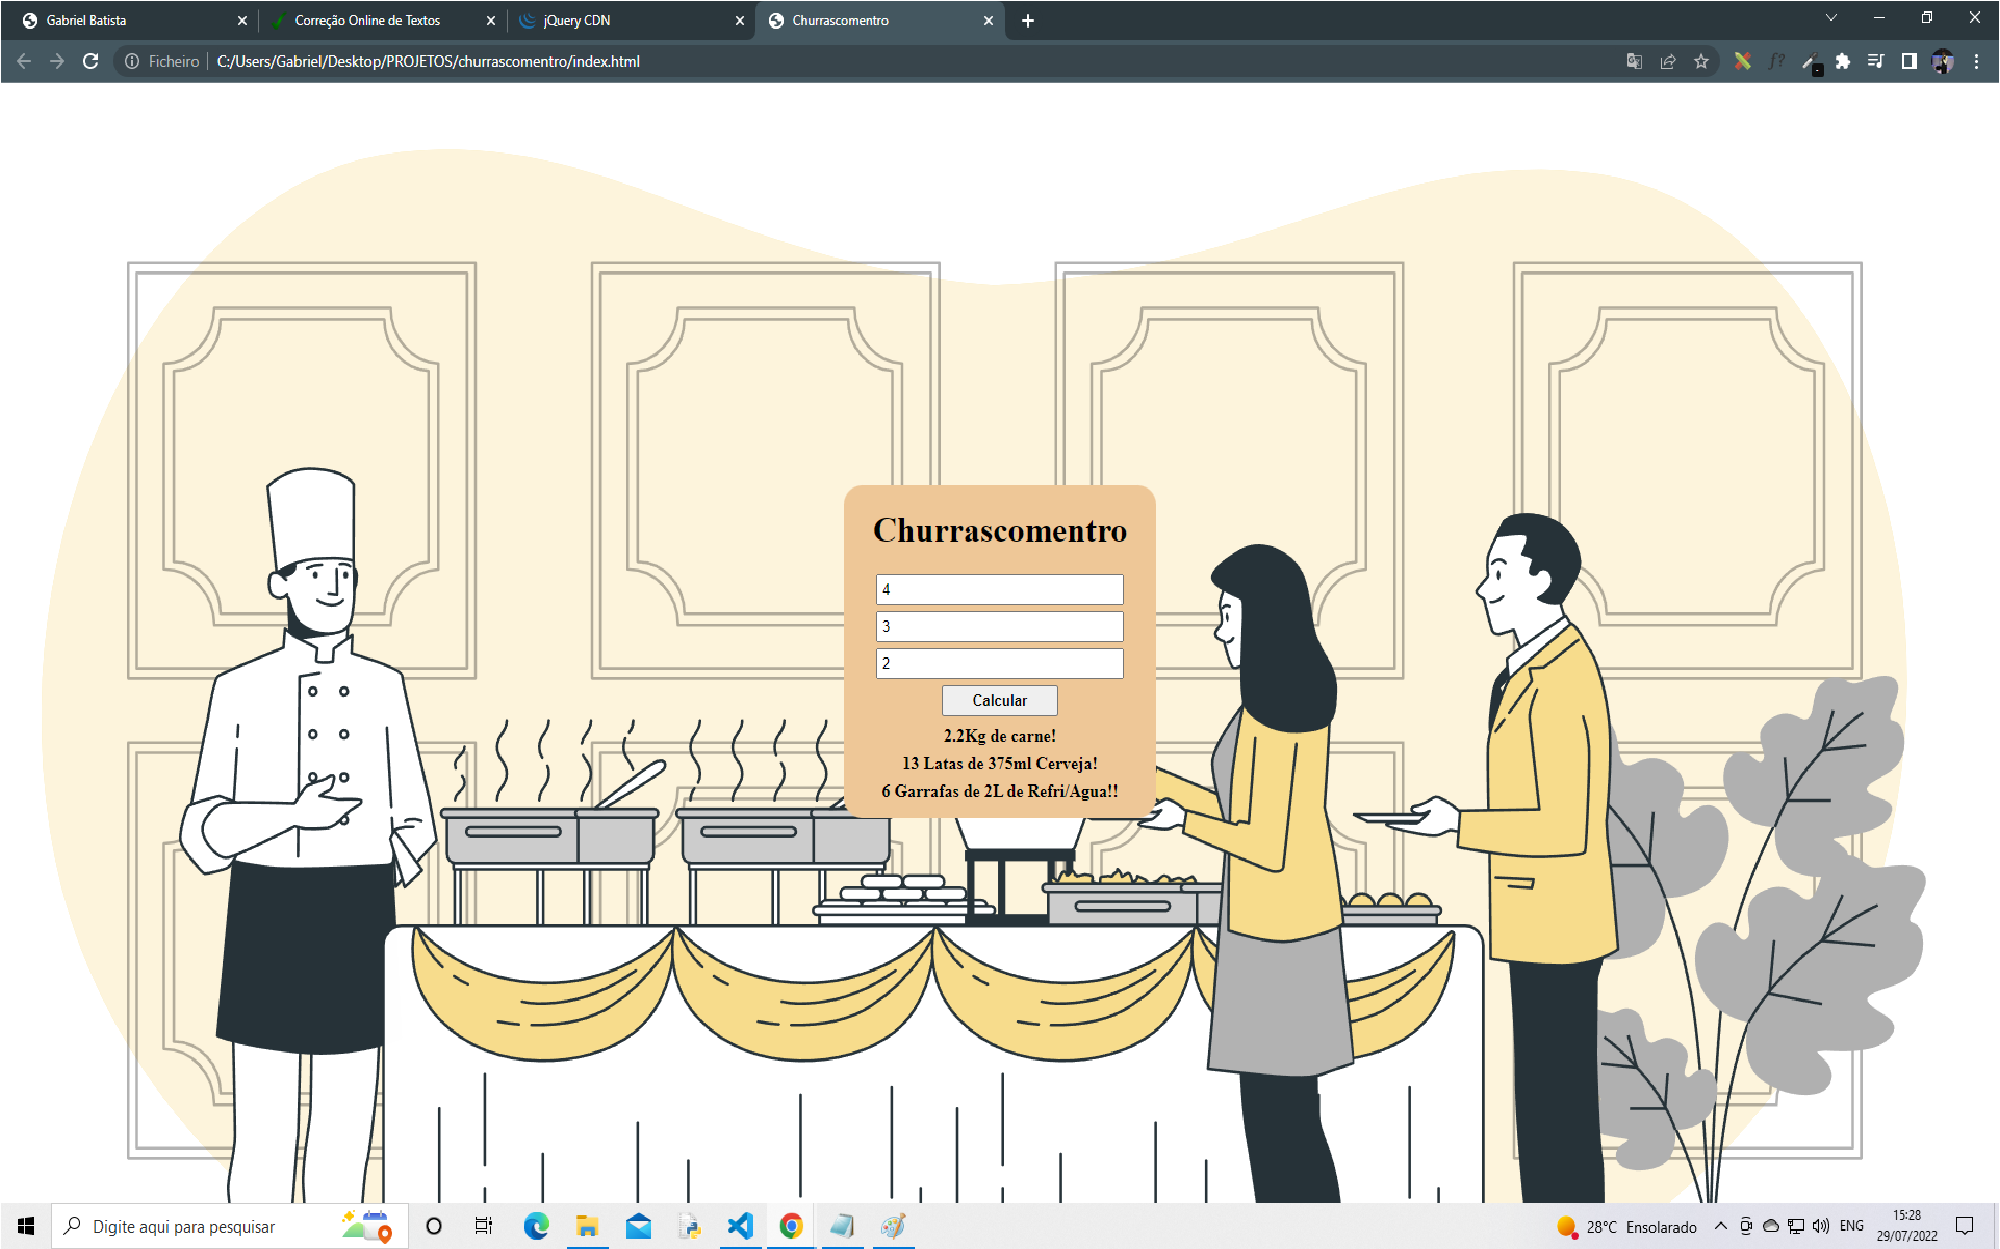 Gabriel Batista
Correção Online de Textos
jQuery CDN
Churrascomentro
Ficheiro
C:/Users/Gabriel/Desktop/PROJETOS/churrascomentro/index.html
Churrascomentro
4
3
2
Calcular
2.2Kg de carne!
13 Latas de 375ml Cerveja!
6 Garrafas de 2L de Refri/Agua!!
Digite aqui para pesquisar
28°C Ensolarado
ENG
15:28
29/07/2022